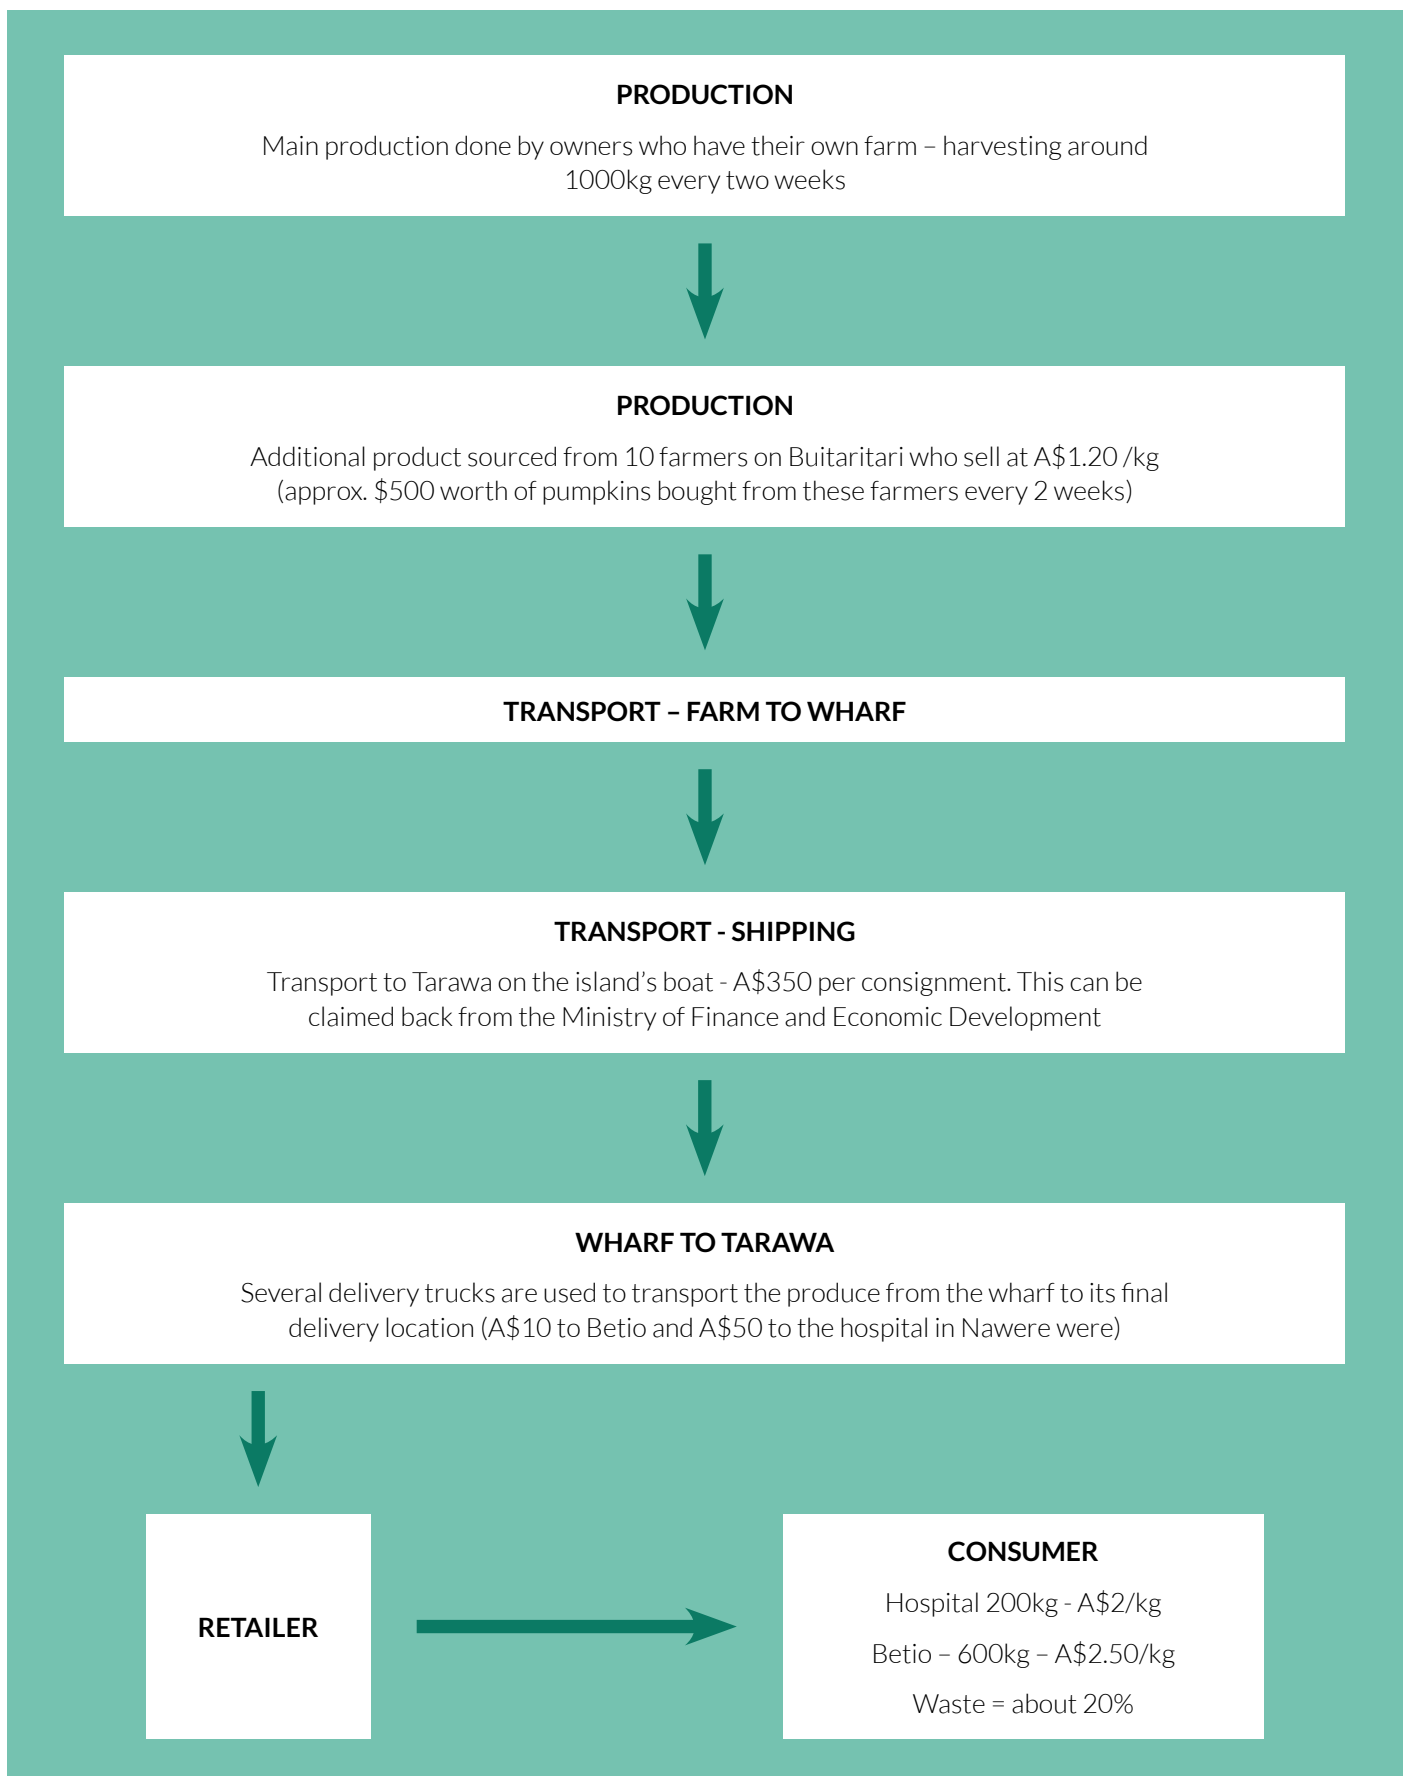 PRODUCTION
Main production done by owners who have their own farm – harvesting around
1000kg every two weeks
PRODUCTION
Additional product sourced from 10 farmers on Buitaritari who sell at A$1.20 /kg
(approx. $500 worth of pumpkins bought from these farmers every 2 weeks)
TRANSPORT – FARM TO WHARF
TRANSPORT - SHIPPING
Transport to Tarawa on the island’s boat - A$350 per consignment. This can be
claimed back from the Ministry of Finance and Economic Development
WHARF TO TARAWA
Several delivery trucks are used to transport the produce from the wharf to its final
delivery location (A$10 to Betio and A$50 to the hospital in Nawere were)
RETAILER
CONSUMER
Hospital 200kg - A$2/kg
Betio – 600kg – A$2.50/kg
Waste = about 20%